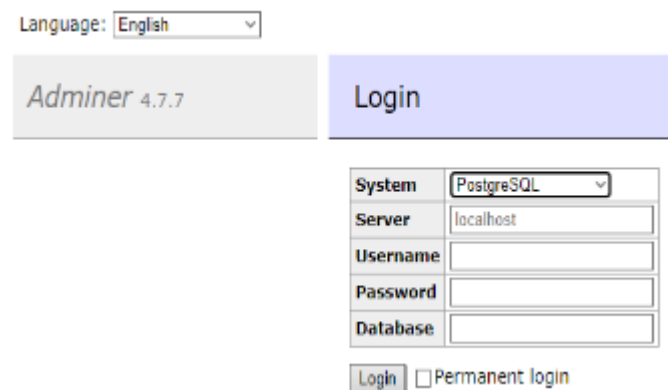 Language: English
Adminer 4.7.7
Login
System PostgreSQL
Server localhost
Username
Password
Database
Login Permanent login